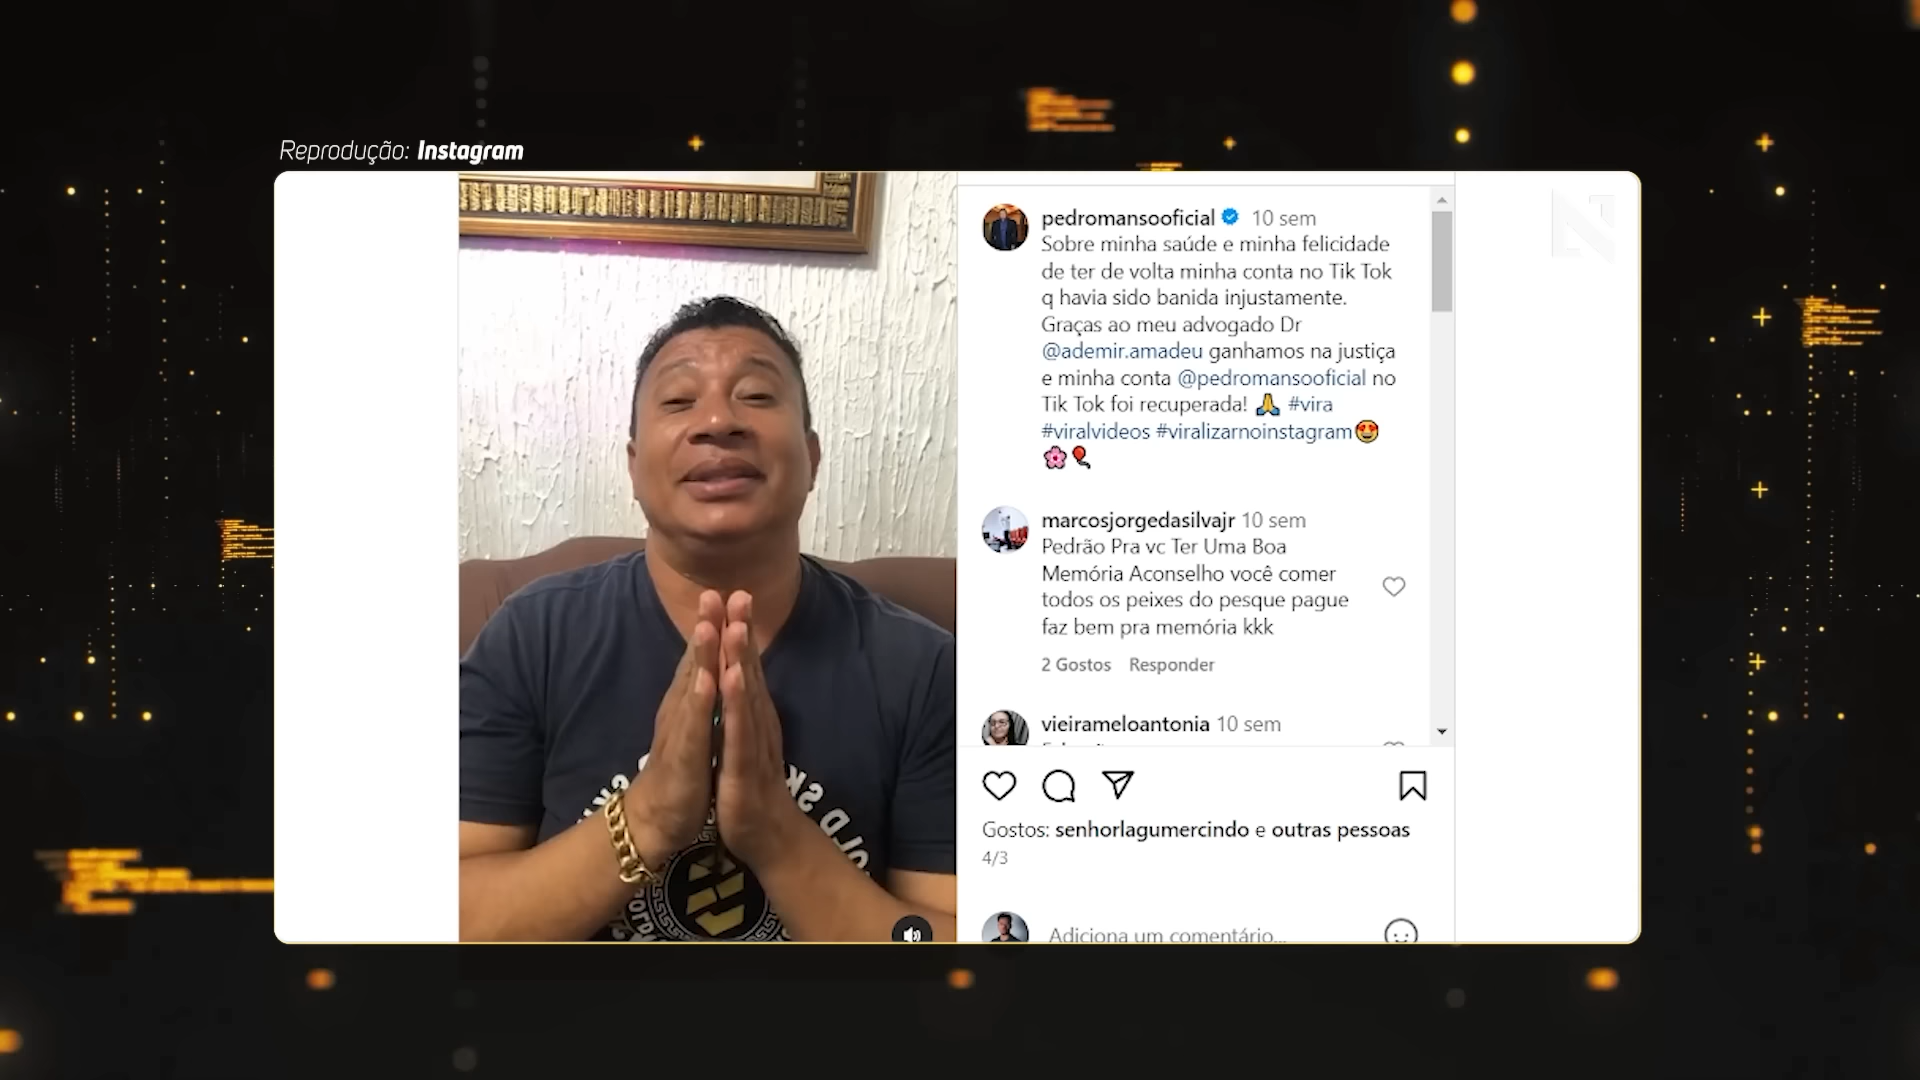 Reprodução: Instagram
pedromansooficial 10 sem
Sobre minha saúde e minha felicidade
de ter de volta minha conta no Tik Tok
q havia sido banida injustamente.
Graças ao meu advogado Dr
@ademir.amadeu ganhamos na justiça
e minha conta @pedromansooficial no
Tik Tok foi recuperada! 🙏 #vira
#viralvideos #viralizarnoinstagram😍
🌸🎈
marcosjorgedasilvajr 10 sem
Pedrão Pra vc Ter Uma Boa
Memória Aconselho você comer
todos os peixes do pesque pague
faz bem pra memória kkk
2 Gostos Responder
vieirameloantonia 10 sem
Gostos: senhorlagumercindo e outras pessoas
4/3
Adiciona um comentário...